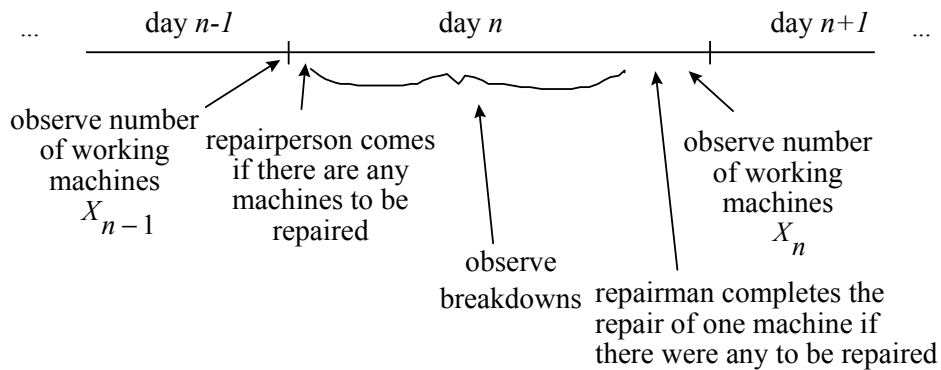 ... day n-1 day n day n+1 ...
observe number
of working
machines
X_{n-1}
repairperson comes
if there are any
machines to be
repaired
observe
breakdowns
repairman completes the
repair of one machine if
there were any to be repaired
observe number
of working
machines
X_n